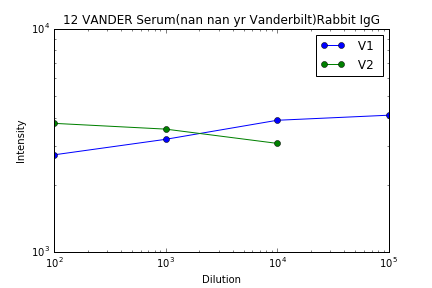 12 VANDER Serum(nan nan yr Vanderbilt)Rabbit IgG
10^4
V1
V2
Intensity
10^3
10^2
10^3
10^4
10^5
Dilution